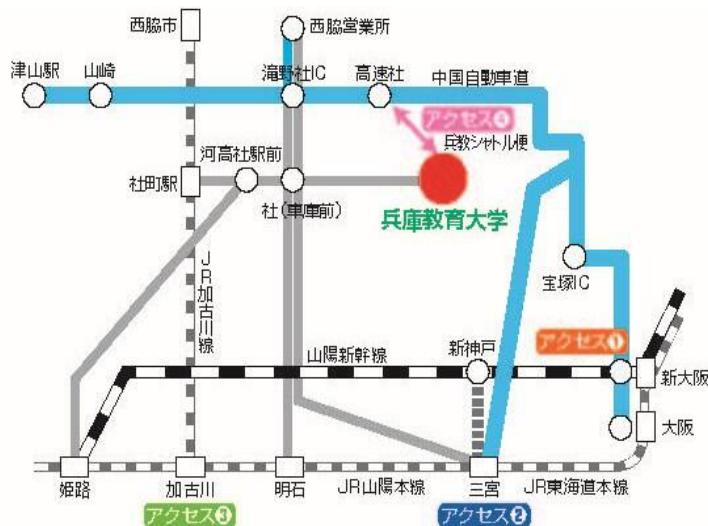 西脇市
西脇営業所
津山駅
山崎
滝野社IC
高速社
中国自動車道
アクセス❹
兵教シャトル便
河高社駅前
社町駅
社(車庫前)
兵庫教育大学
JR加古川線
宝塚IC
山陽新幹線
新神戸
アクセス❶
新大阪
大阪
姫路
加古川
明石
JR山陽本線
三宮
JR東海道本線
アクセス❸
アクセス❷